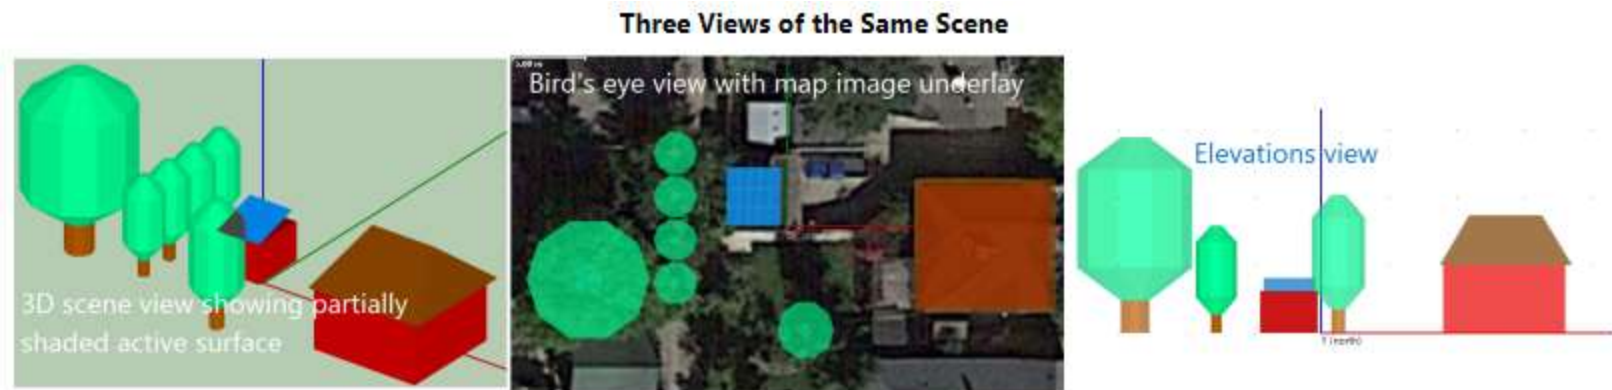 Three Views of the Same Scene
3D scene view showing partially
shaded active surface
Bird's eye view with map image underlay
Elevations view
Y (north)